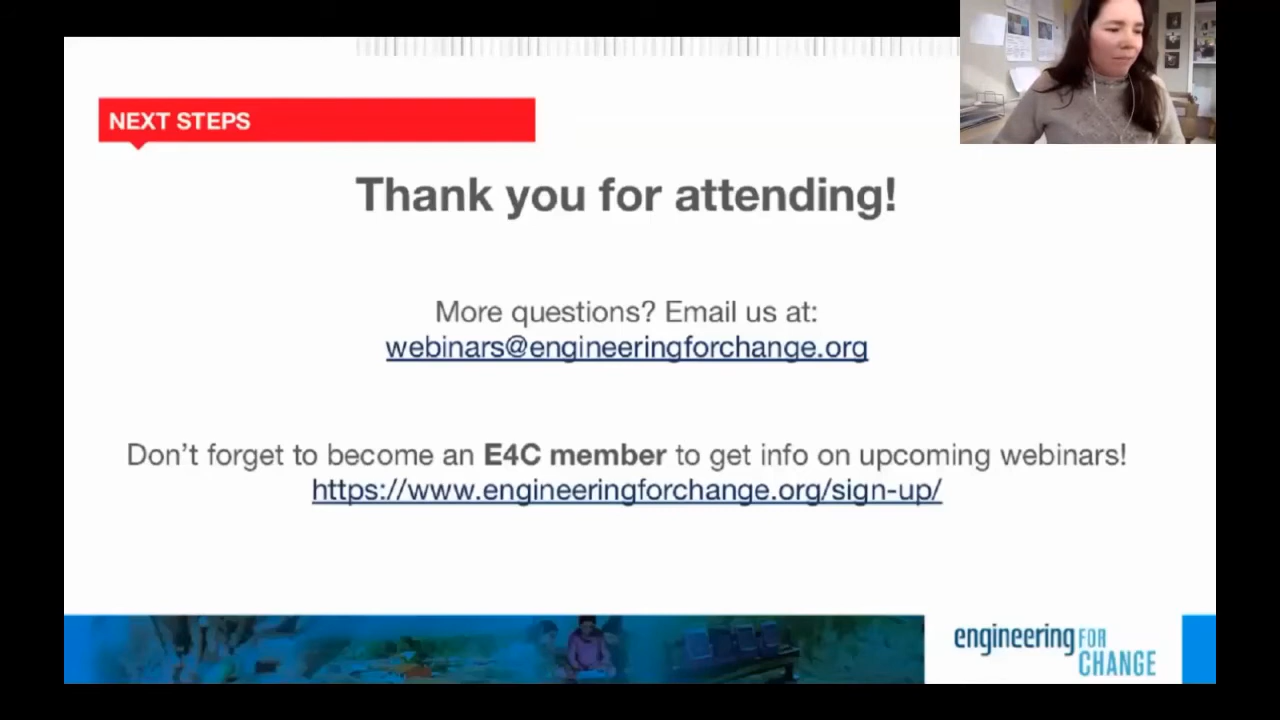 NEXT STEPS
Thank you for attending!
More questions? Email us at:
webinars@engineeringforchange.org
Don't forget to become an E4C member to get info on upcoming webinars!
https://www.engineeringforchange.org/sign-up/
engineering FOR
CHANGE